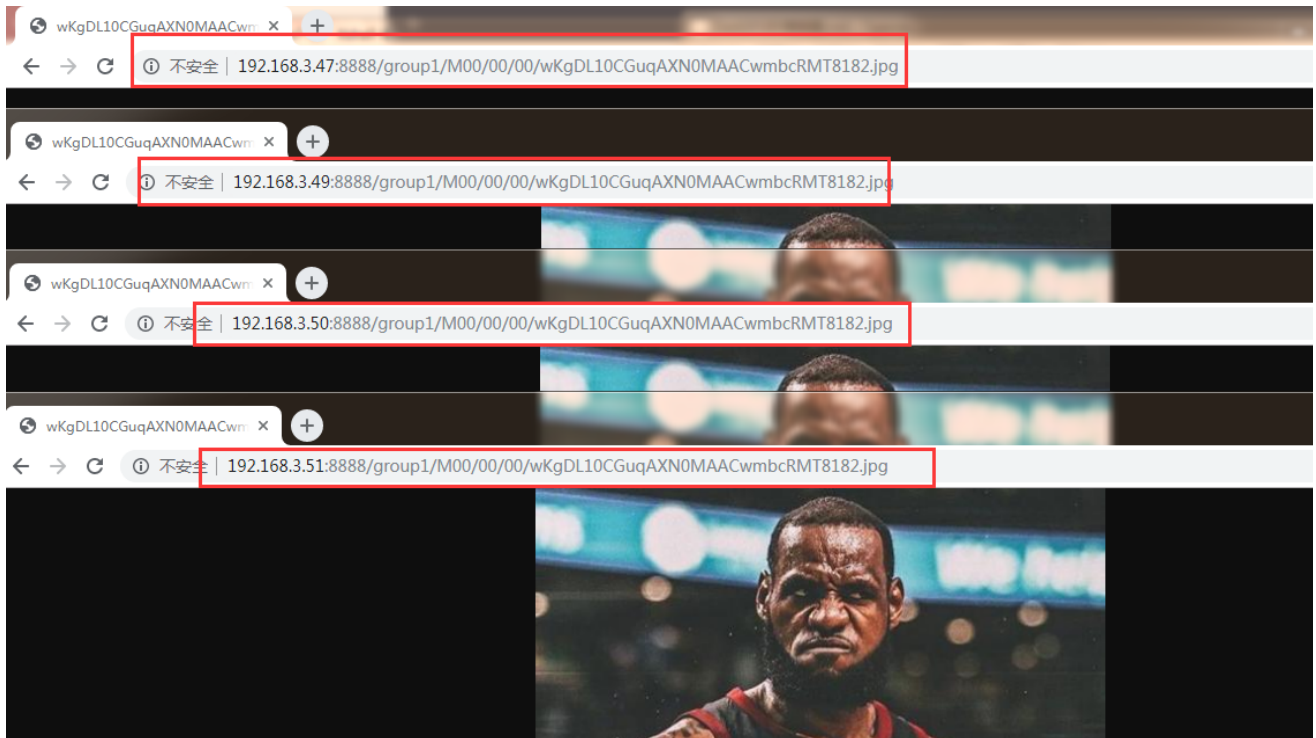 wKgDL10CGuqAXN0MAACwm
不安全 | 192.168.3.47:8888/group1/M00/00/00/wKgDL10CGuqAXN0MAACwmbcRMT8182.jpg
wKgDL10CGuqAXN0MAACwm
不安全 | 192.168.3.49:8888/group1/M00/00/00/wKgDL10CGuqAXN0MAACwmbcRMT8182.jpg
wKgDL10CGuqAXN0MAACwm
不安全 | 192.168.3.50:8888/group1/M00/00/00/wKgDL10CGuqAXN0MAACwmbcRMT8182.jpg
wKgDL10CGuqAXN0MAACwm
不安全 | 192.168.3.51:8888/group1/M00/00/00/wKgDL10CGuqAXN0MAACwmbcRMT8182.jpg